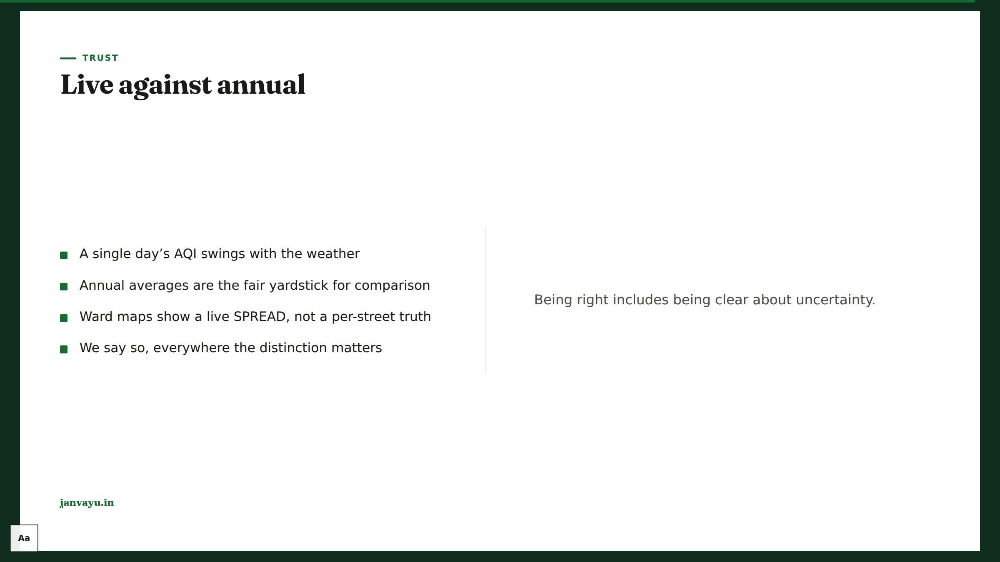 TRUST
Live against annual
A single day’s AQI swings with the weather
Annual averages are the fair yardstick for comparison
Ward maps show a live SPREAD, not a per-street truth
We say so, everywhere the distinction matters
Being right includes being clear about uncertainty.
janvayu.in
Aa